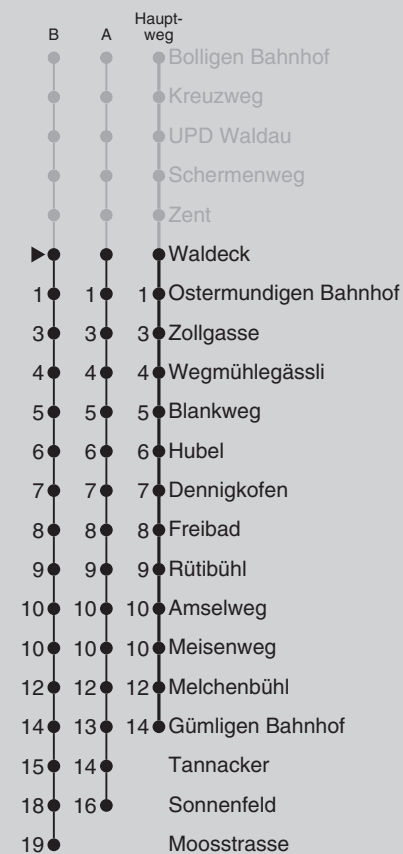 Haupt-
B A weg
Bolligen Bahnhof
Kreuzweg
UPD Waldau
Schermenweg
Zent
Waldeck
1 1 1 Ostermundigen Bahnhof
3 3 3 Zollgasse
4 4 4 Wegmühlegässli
5 5 5 Blankweg
6 6 6 Hubel
7 7 7 Dennigkofen
8 8 8 Freibad
9 9 9 Rütibühl
10 10 10 Amselweg
10 10 10 Meisenweg
12 12 12 Melchenbühl
14 13 14 Gümligen Bahnhof
15 14 Tannacker
18 16 Sonnenfeld
19 Moosstrasse